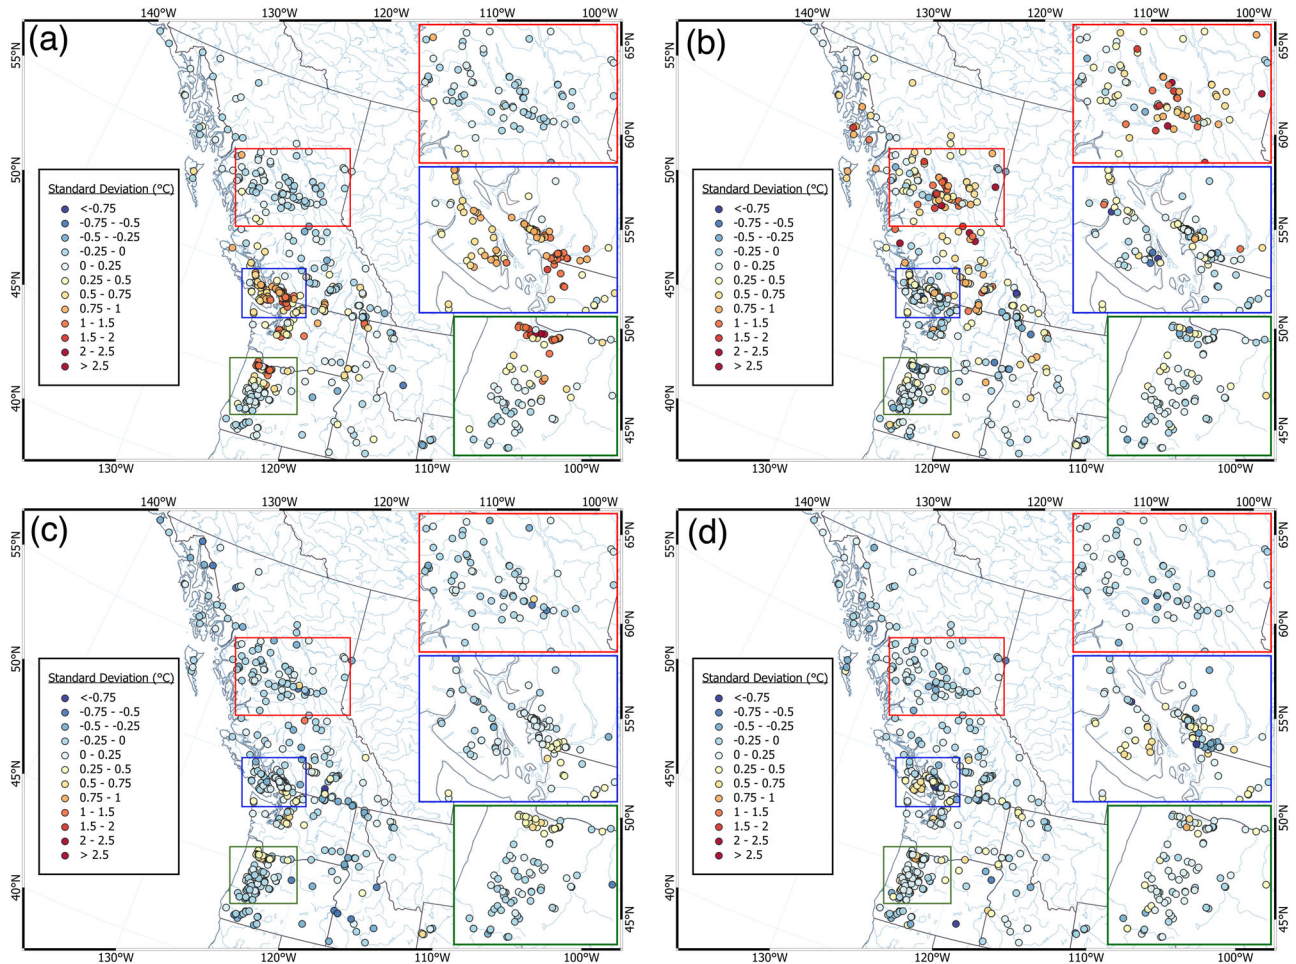 (a)
140°W 130°W 120°W 110°W 100°W
55°N
50°N
45°N
40°N
65°N
60°N
55°N
50°N
45°N
130°W 120°W 110°W 100°W
Standard Deviation (°C)
<-0.75
-0.75 - -0.5
-0.5 - -0.25
-0.25 - 0
0 - 0.25
0.25 - 0.5
0.5 - 0.75
0.75 - 1
1 - 1.5
1.5 - 2
2 - 2.5
> 2.5
(b)
140°W 130°W 120°W 110°W 100°W
55°N
50°N
45°N
40°N
65°N
60°N
55°N
50°N
45°N
130°W 120°W 110°W 100°W
Standard Deviation (°C)
<-0.75
-0.75 - -0.5
-0.5 - -0.25
-0.25 - 0
0 - 0.25
0.25 - 0.5
0.5 - 0.75
0.75 - 1
1 - 1.5
1.5 - 2
2 - 2.5
> 2.5
(c)
140°W 130°W 120°W 110°W 100°W
55°N
50°N
45°N
40°N
65°N
60°N
55°N
50°N
45°N
130°W 120°W 110°W 100°W
Standard Deviation (°C)
<-0.75
-0.75 - -0.5
-0.5 - -0.25
-0.25 - 0
0 - 0.25
0.25 - 0.5
0.5 - 0.75
0.75 - 1
1 - 1.5
1.5 - 2
2 - 2.5
> 2.5
(d)
140°W 130°W 120°W 110°W 100°W
55°N
50°N
45°N
40°N
65°N
60°N
55°N
50°N
45°N
130°W 120°W 110°W 100°W
Standard Deviation (°C)
<-0.75
-0.75 - -0.5
-0.5 - -0.25
-0.25 - 0
0 - 0.25
0.25 - 0.5
0.5 - 0.75
0.75 - 1
1 - 1.5
1.5 - 2
2 - 2.5
> 2.5